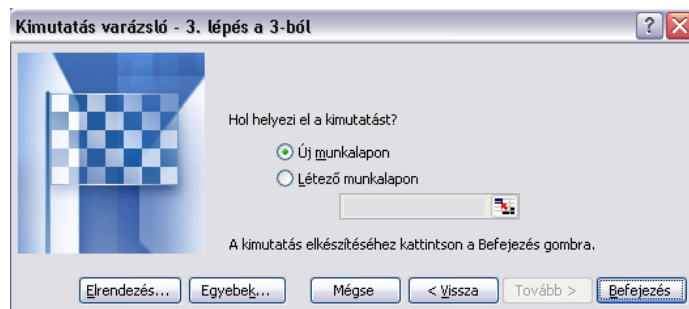 Kimutatás varázsló - 3. lépés a 3-ból
Hol helyezi el a kimutatást?
Új munkalapon
Létező munkalapon
A kimutatás elkészítéséhez kattintson a Befejezés gombra.
Elrendezés... Egyebek... Mégse < Vissza Tovább > Befejezés